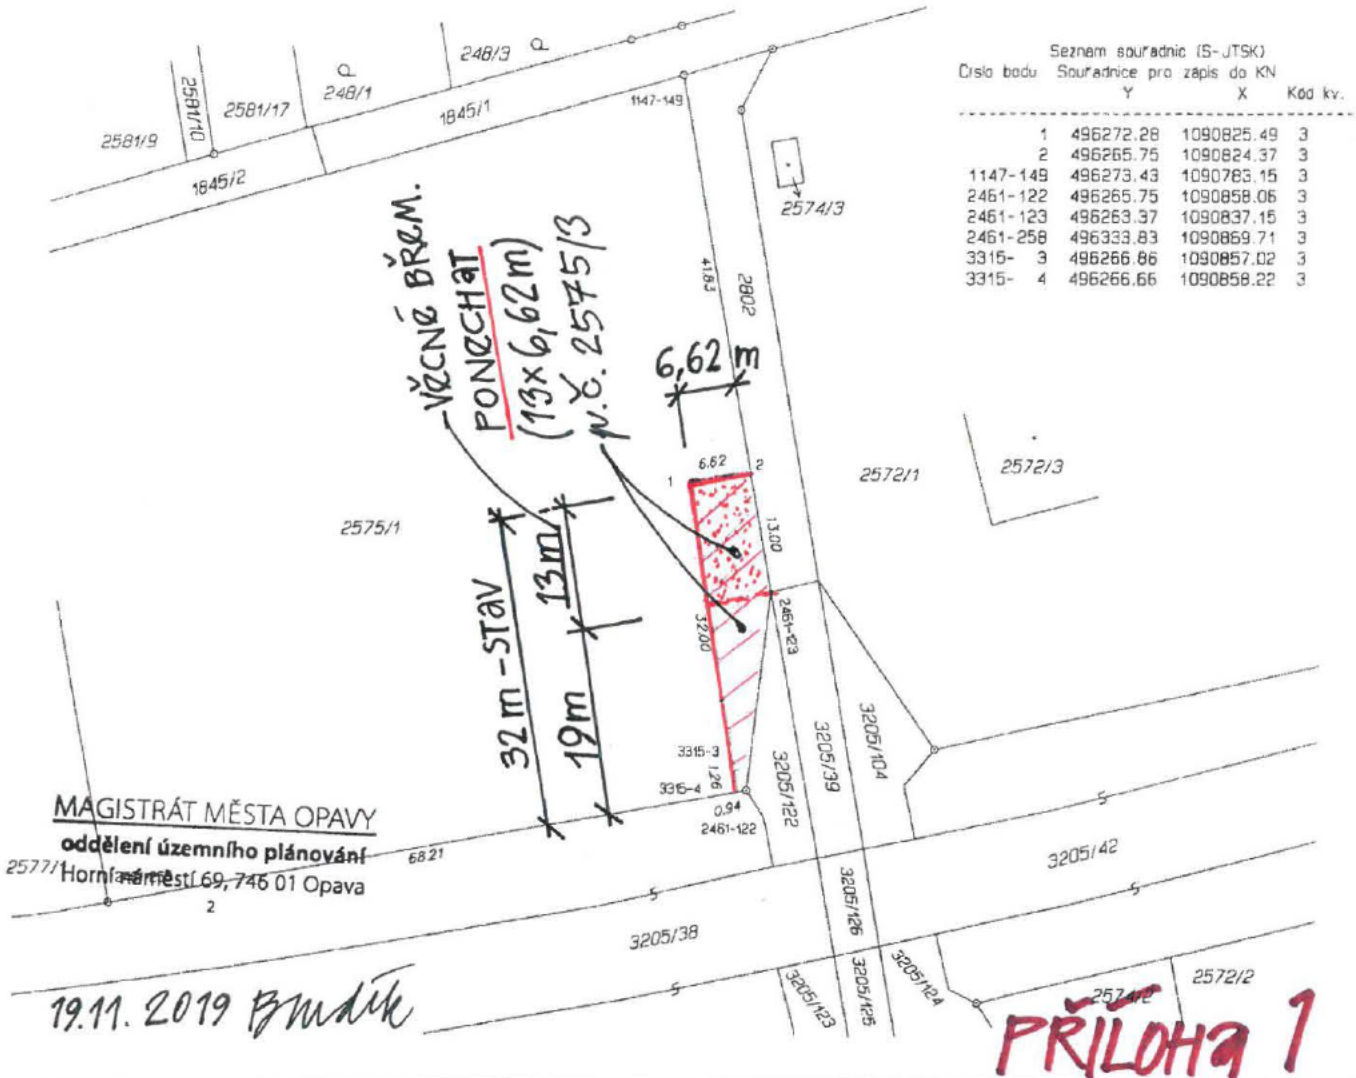 Seznam souřadnic (S-JTSK)
Číslo bodu Souřadnice pro zápis do KN
Y X Kód kv.
1 496272.28 1090825.49 3
2 496265.75 1090824.37 3
1147-149 496273.43 1090783.15 3
2461-122 496265.75 1090858.06 3
2461-123 496263.37 1090837.15 3
2461-258 496333.83 1090869.71 3
3315- 3 496266.86 1090857.02 3
3315- 4 496266.66 1090858.22 3
248/3
248/1
2581/17
2581/10
2581/9
1845/1
1845/2
1147-149
2574/3
41.83
2802
VĚCNÉ BŘEM.
PONECHAT
(13x6,62m)
p.č. 2575/3
6,62 m
6.62
1
2
13.00
32.00
2461-123
2575/1
2572/1
2572/3
32 m - STAV
13m
19m
3315-3
1.26
3315-4
0.94
2461-122
3205/122
3205/39
3205/104
MAGISTRÁT MĚSTA OPAVY
oddělení územního plánování
Horní náměstí 69, 746 01 Opava
2
2577/1
68.21
3205/38
3205/42
3205/126
3205/123
3205/125
3205/124
2574/2
2572/2
19.11. 2019
PŘÍLOHA 1